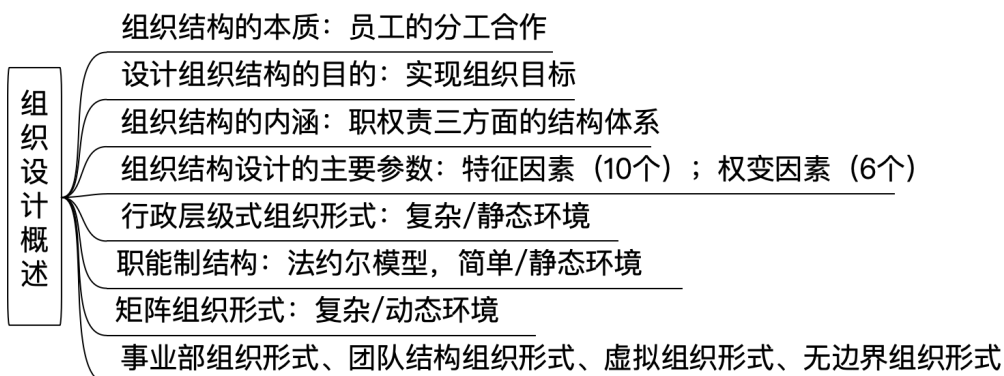 组织设计概述
组织结构的本质：员工的分工合作
设计组织结构的目的：实现组织目标
组织结构的内涵：职权责三方面的结构体系
组织结构设计的主要参数：特征因素（10个）；权变因素（6个）
行政层级式组织形式：复杂/静态环境
职能制结构：法约尔模型，简单/静态环境
矩阵组织形式：复杂/动态环境
事业部组织形式、团队结构组织形式、虚拟组织形式、无边界组织形式